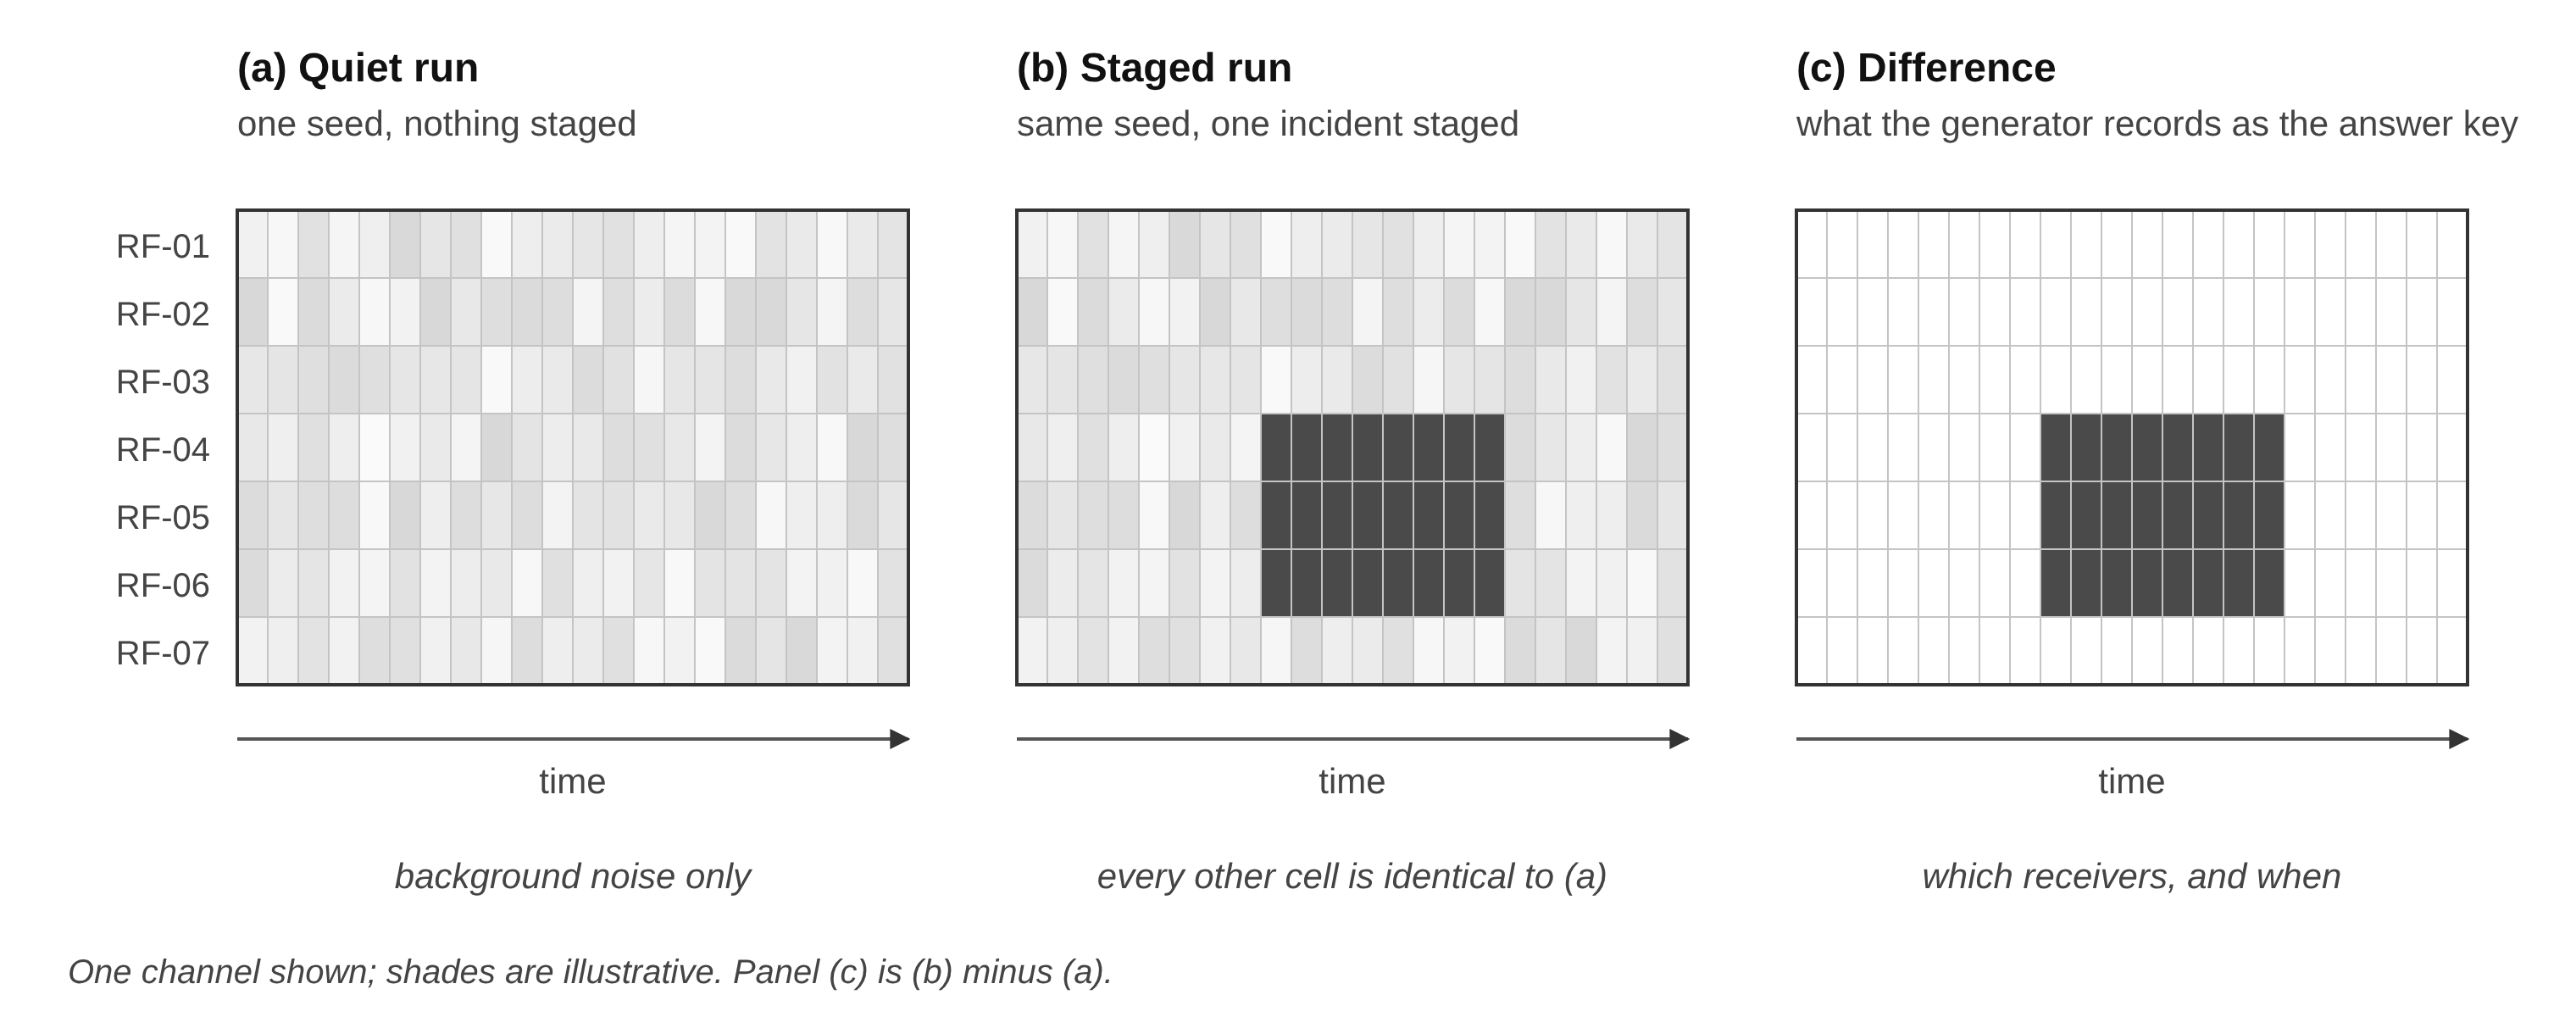 (a) Quiet run
one seed, nothing staged
(b) Staged run
same seed, one incident staged
(c) Difference
what the generator records as the answer key
RF-01
RF-02
RF-03
RF-04
RF-05
RF-06
RF-07
time
time
time
background noise only
every other cell is identical to (a)
which receivers, and when
One channel shown; shades are illustrative. Panel (c) is (b) minus (a).